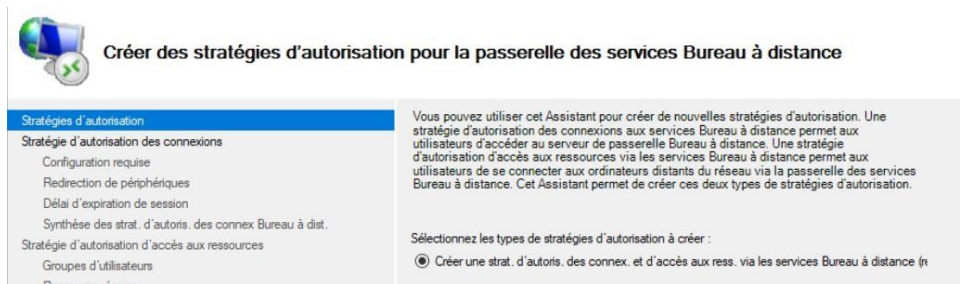 Créer des stratégies d'autorisation pour la passerelle des services Bureau à distance
Stratégies d'autorisation
Stratégie d'autorisation des connexions
Configuration requise
Redirection de périphériques
Délai d'expiration de session
Synthèse des strat. d'autoris. des connex Bureau à dist.
Stratégie d'autorisation d'accès aux ressources
Groupes d'utilisateurs
Vous pouvez utiliser cet Assistant pour créer de nouvelles stratégies d'autorisation. Une
stratégie d'autorisation des connexions aux services Bureau à distance permet aux
utilisateurs d'accéder au serveur de passerelle Bureau à distance. Une stratégie
d'autorisation d'accès aux ressources via les services Bureau à distance permet aux
utilisateurs de se connecter aux ordinateurs distants du réseau via la passerelle des services
Bureau à distance. Cet Assistant permet de créer ces deux types de stratégies d'autorisation.
Sélectionnez les types de stratégies d'autorisation à créer :
Créer une strat. d'autoris. des connex. et d'accès aux ress. via les services Bureau à distance (re